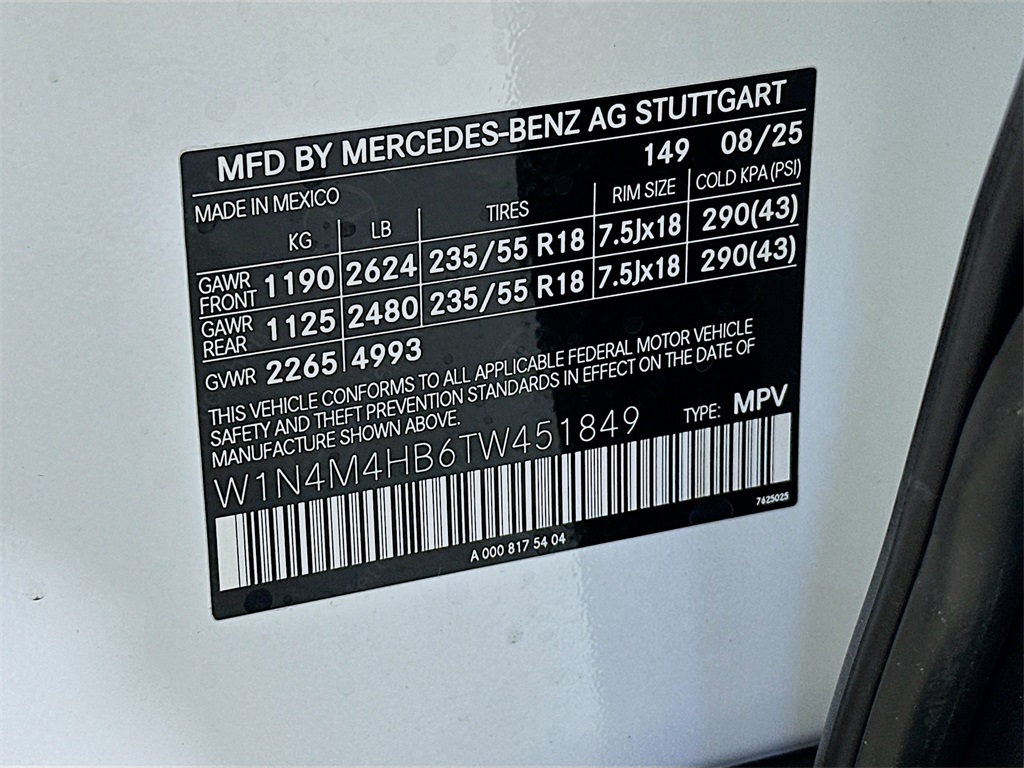 MFD BY MERCEDES-BENZ AG STUTTGART
149 08/25
MADE IN MEXICO
KG LB TIRES RIM SIZE COLD KPA (PSI)
GAWR FRONT 1190 2624 235/55 R18 7.5Jx18 290(43)
GAWR REAR 1125 2480 235/55 R18 7.5Jx18 290(43)
GVWR 2265 4993
THIS VEHICLE CONFORMS TO ALL APPLICABLE FEDERAL MOTOR VEHICLE
SAFETY AND THEFT PREVENTION STANDARDS IN EFFECT ON THE DATE OF
MANUFACTURE SHOWN ABOVE.
W1N4M4HB6TW451849 TYPE: MPV
7625025
A 000 817 54 04